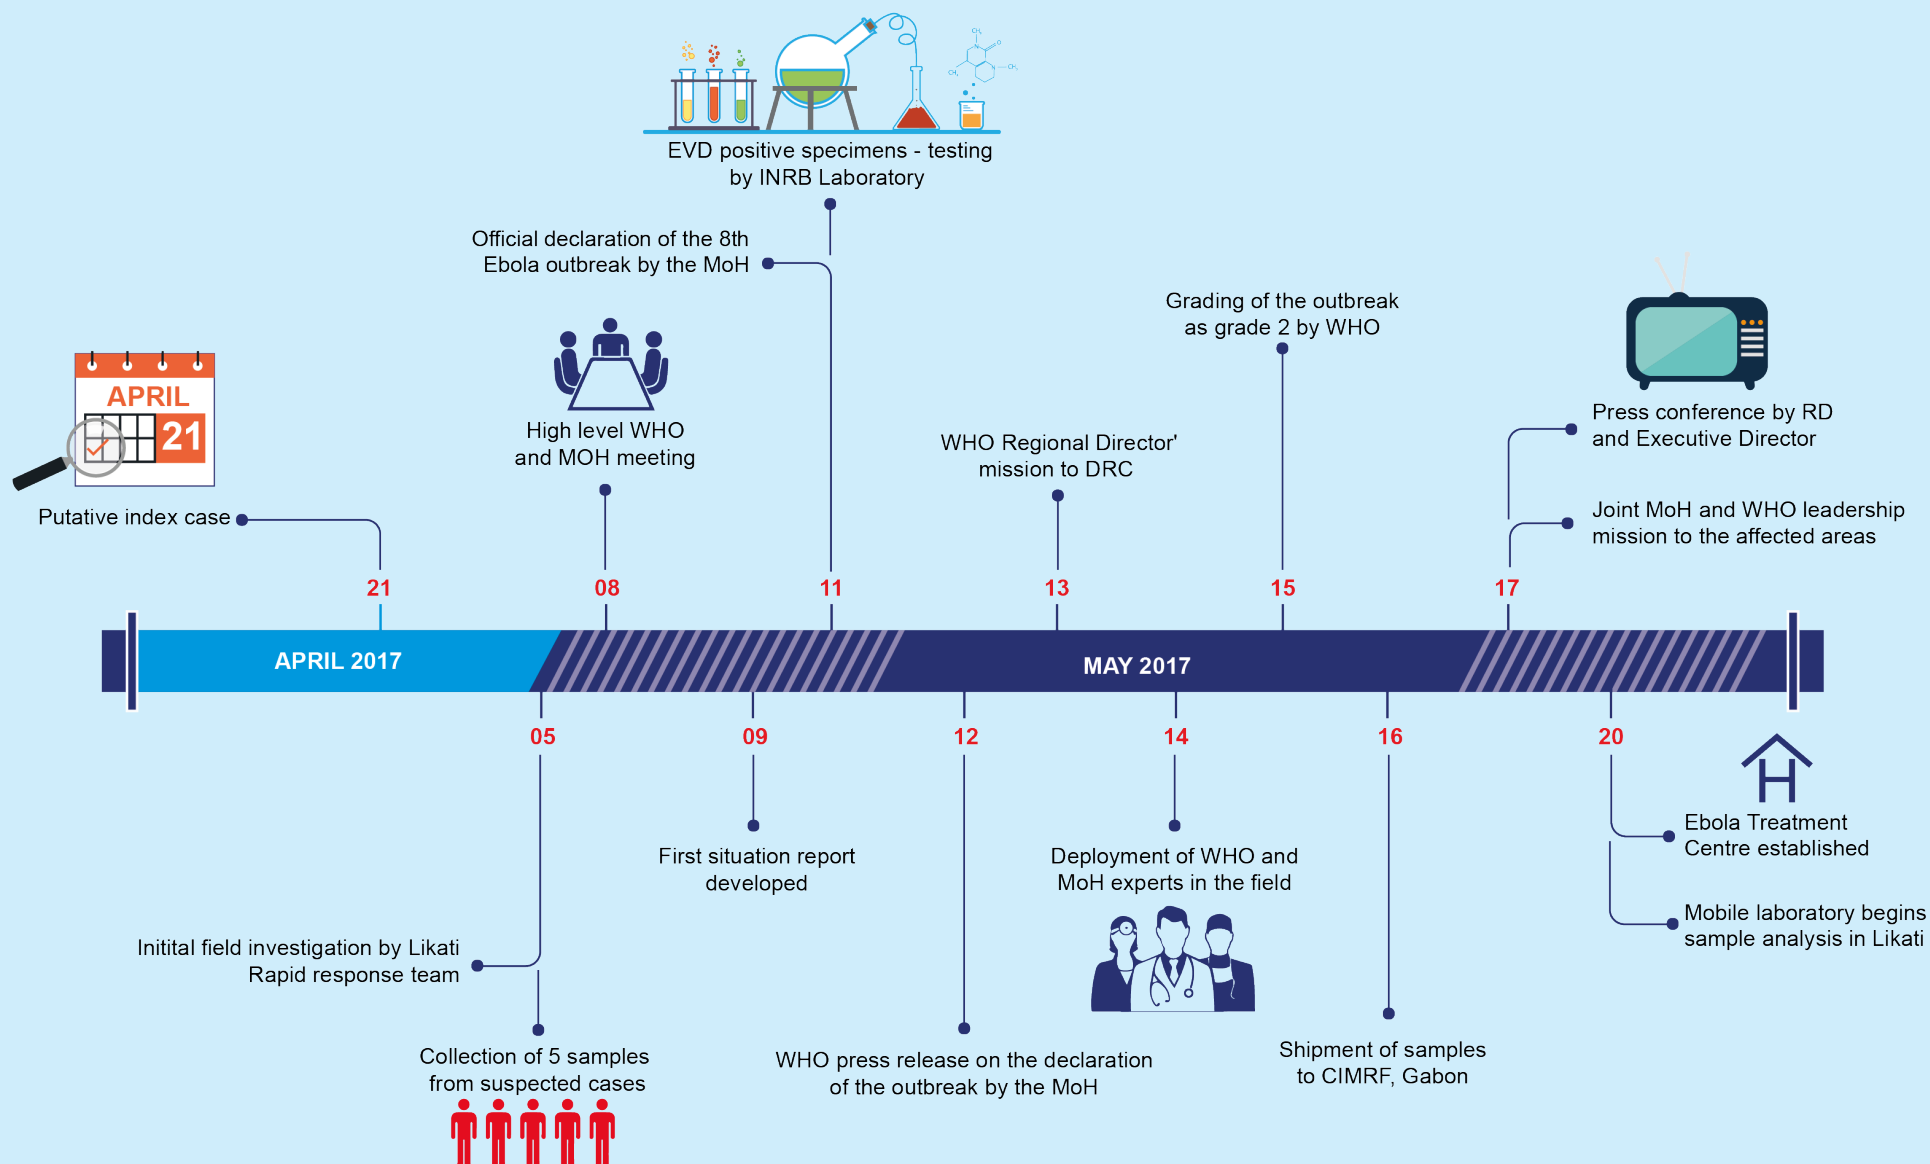 CH₃
N
O
CH₃
N
CH₃
EVD positive specimens - testing
by INRB Laboratory
Official declaration of the 8th
Ebola outbreak by the MoH
Grading of the outbreak
as grade 2 by WHO
APRIL
21
High level WHO
and MOH meeting
WHO Regional Director'
mission to DRC
Press conference by RD
and Executive Director
Putative index case
Joint MoH and WHO leadership
mission to the affected areas
21
08
11
13
15
17
APRIL 2017
MAY 2017
05
09
12
14
16
20
First situation report
developed
Deployment of WHO and
MoH experts in the field
H
Ebola Treatment
Centre established
Mobile laboratory begins
sample analysis in Likati
Initital field investigation by Likati
Rapid response team
Collection of 5 samples
from suspected cases
WHO press release on the declaration
of the outbreak by the MoH
Shipment of samples
to CIMRF, Gabon